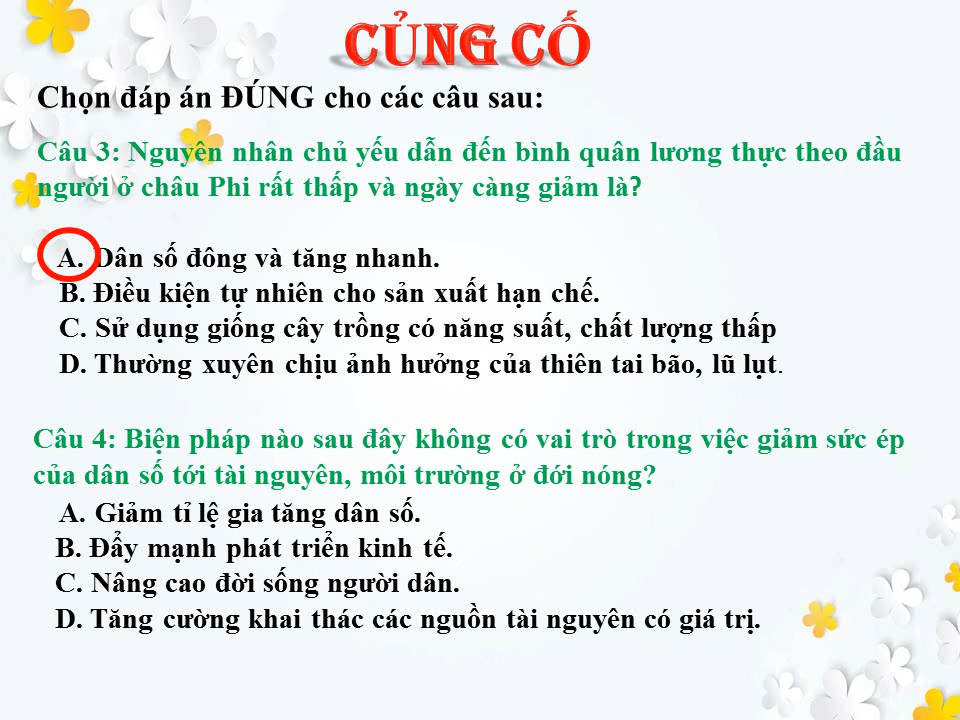 CỦNG CỐ
Chọn đáp án ĐÚNG cho các câu sau:
Câu 3: Nguyên nhân chủ yếu dẫn đến bình quân lương thực theo đầu
người ở châu Phi rất thấp và ngày càng giảm là?
A. Dân số đông và tăng nhanh.
B. Điều kiện tự nhiên cho sản xuất hạn chế.
C. Sử dụng giống cây trồng có năng suất, chất lượng thấp
D. Thường xuyên chịu ảnh hưởng của thiên tai bão, lũ lụt.
Câu 4: Biện pháp nào sau đây không có vai trò trong việc giảm sức ép
của dân số tới tài nguyên, môi trường ở đới nóng?
A. Giảm tỉ lệ gia tăng dân số.
B. Đẩy mạnh phát triển kinh tế.
C. Nâng cao đời sống người dân.
D. Tăng cường khai thác các nguồn tài nguyên có giá trị.